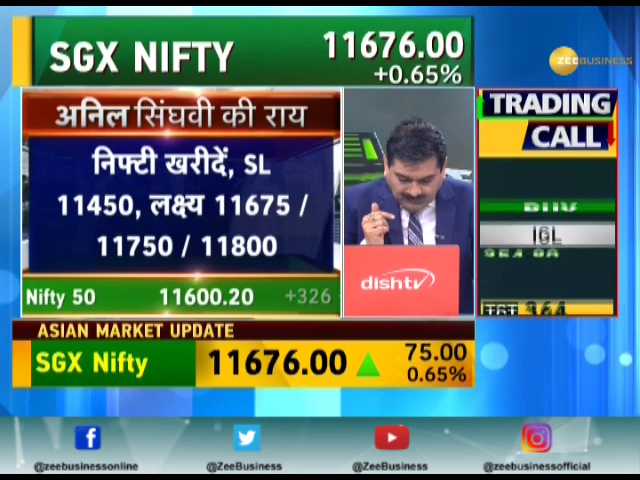 SGX NIFTY
11676.00
+0.65%
ZEEBUSINESS
अनिल सिंघवी की राय
निफ्टी खरीदें, SL
11450, लक्ष्य 11675 /
11750 / 11800
Nifty 50 11600.20 +326
dishtv
TRADING
CALL
IGL
TGT 364
ASIAN MARKET UPDATE
SGX Nifty 11676.00 75.00
0.65%
@zeebusinessonline @ZeeBusiness @ZeeBusiness @zeebusinessofficial